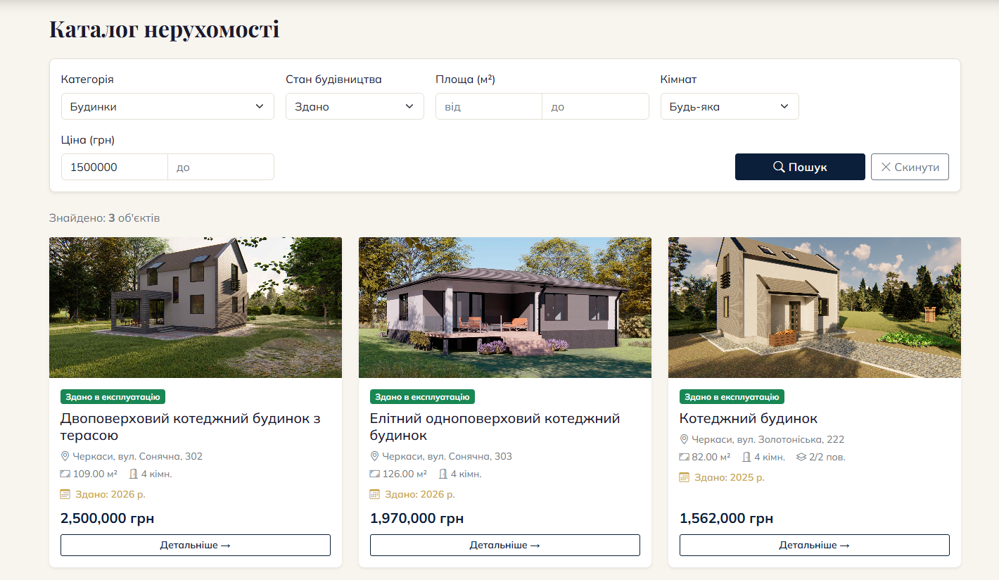 Каталог нерухомості
Категорія Стан будівництва Площа (м²) Кімнат
Будинки Здано від до Будь-яка
Ціна (грн)
1500000 до Пошук Скинути
Знайдено: 3 об'єктів
Здано в експлуатацію
Двоповерховий котеджний будинок з
терасою
Черкаси, вул. Сонячна, 302
109.00 м² 4 кімн.
Здано: 2026 р.
2,500,000 грн
Детальніше →
Здано в експлуатацію
Елітний одноповерховий котеджний
будинок
Черкаси, вул. Сонячна, 303
126.00 м² 4 кімн.
Здано: 2026 р.
1,970,000 грн
Детальніше →
Здано в експлуатацію
Котеджний будинок
Черкаси, вул. Золотоніська, 222
82.00 м² 4 кімн. 2/2 пов.
Здано: 2025 р.
1,562,000 грн
Детальніше →